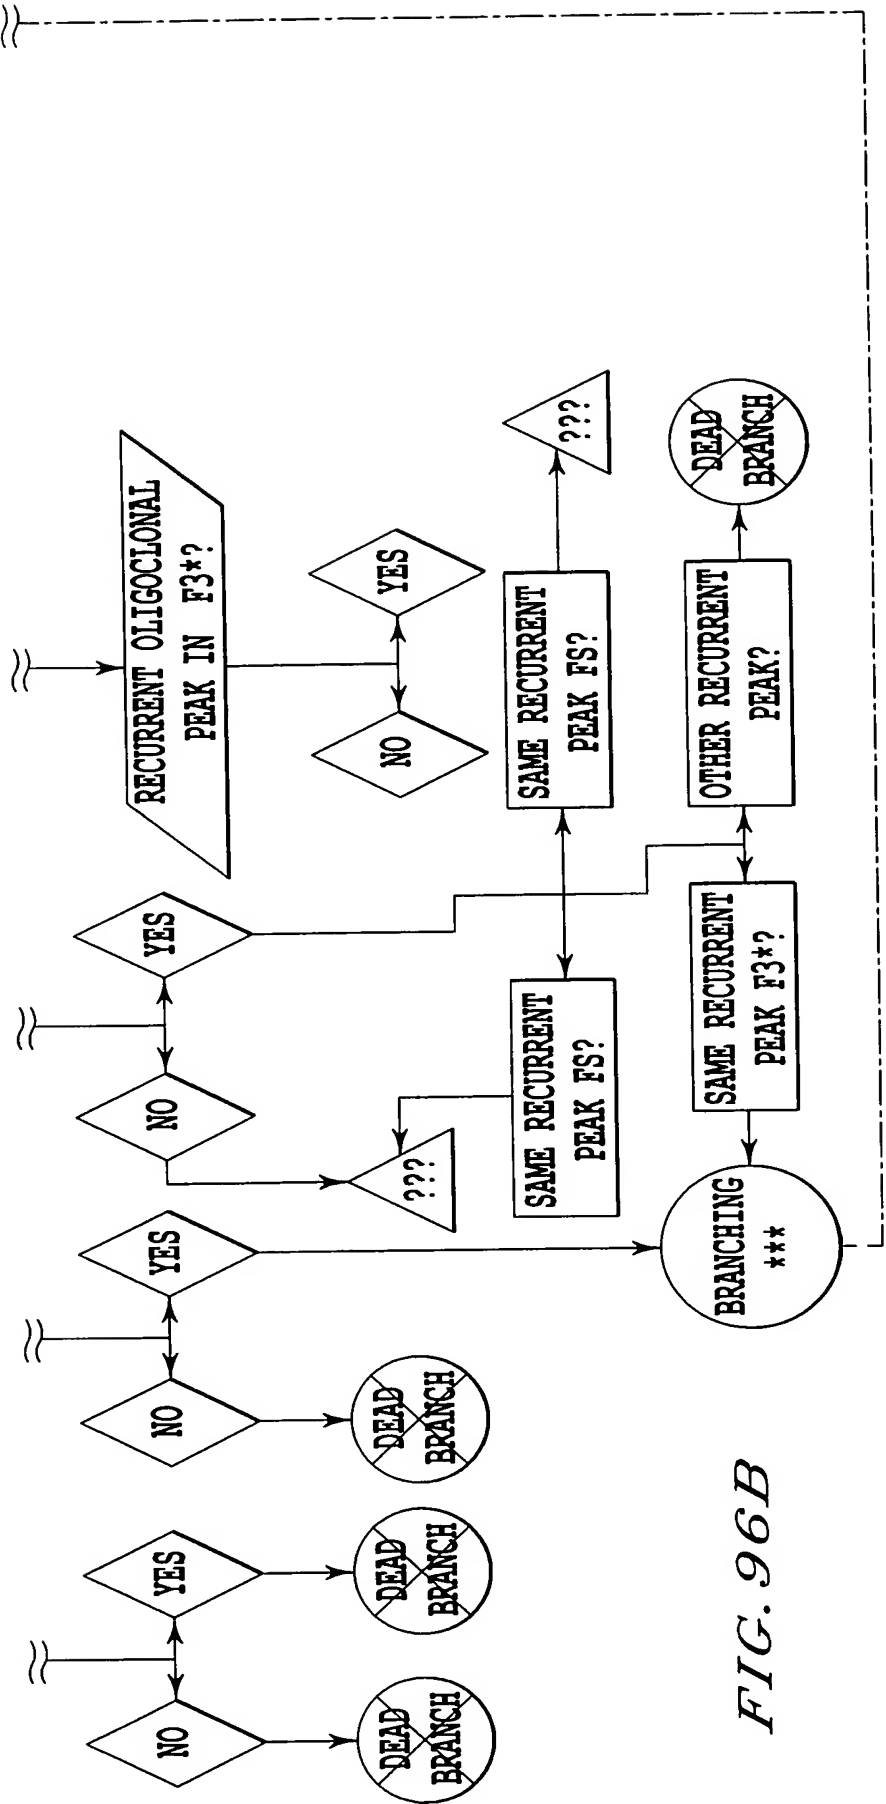 NO
YES
NO
YES
NO
YES
RECURRENT OLIGOCLONAL
PEAK IN F3*?
DEAD
BRANCH
DEAD
BRANCH
DEAD
BRANCH
???
NO
YES
SAME RECURRENT
PEAK FS?
SAME RECURRENT
PEAK FS?
???
BRANCHING
***
SAME RECURRENT
PEAK F3*?
OTHER RECURRENT
PEAK?
DEAD
BRANCH
FIG. 96B